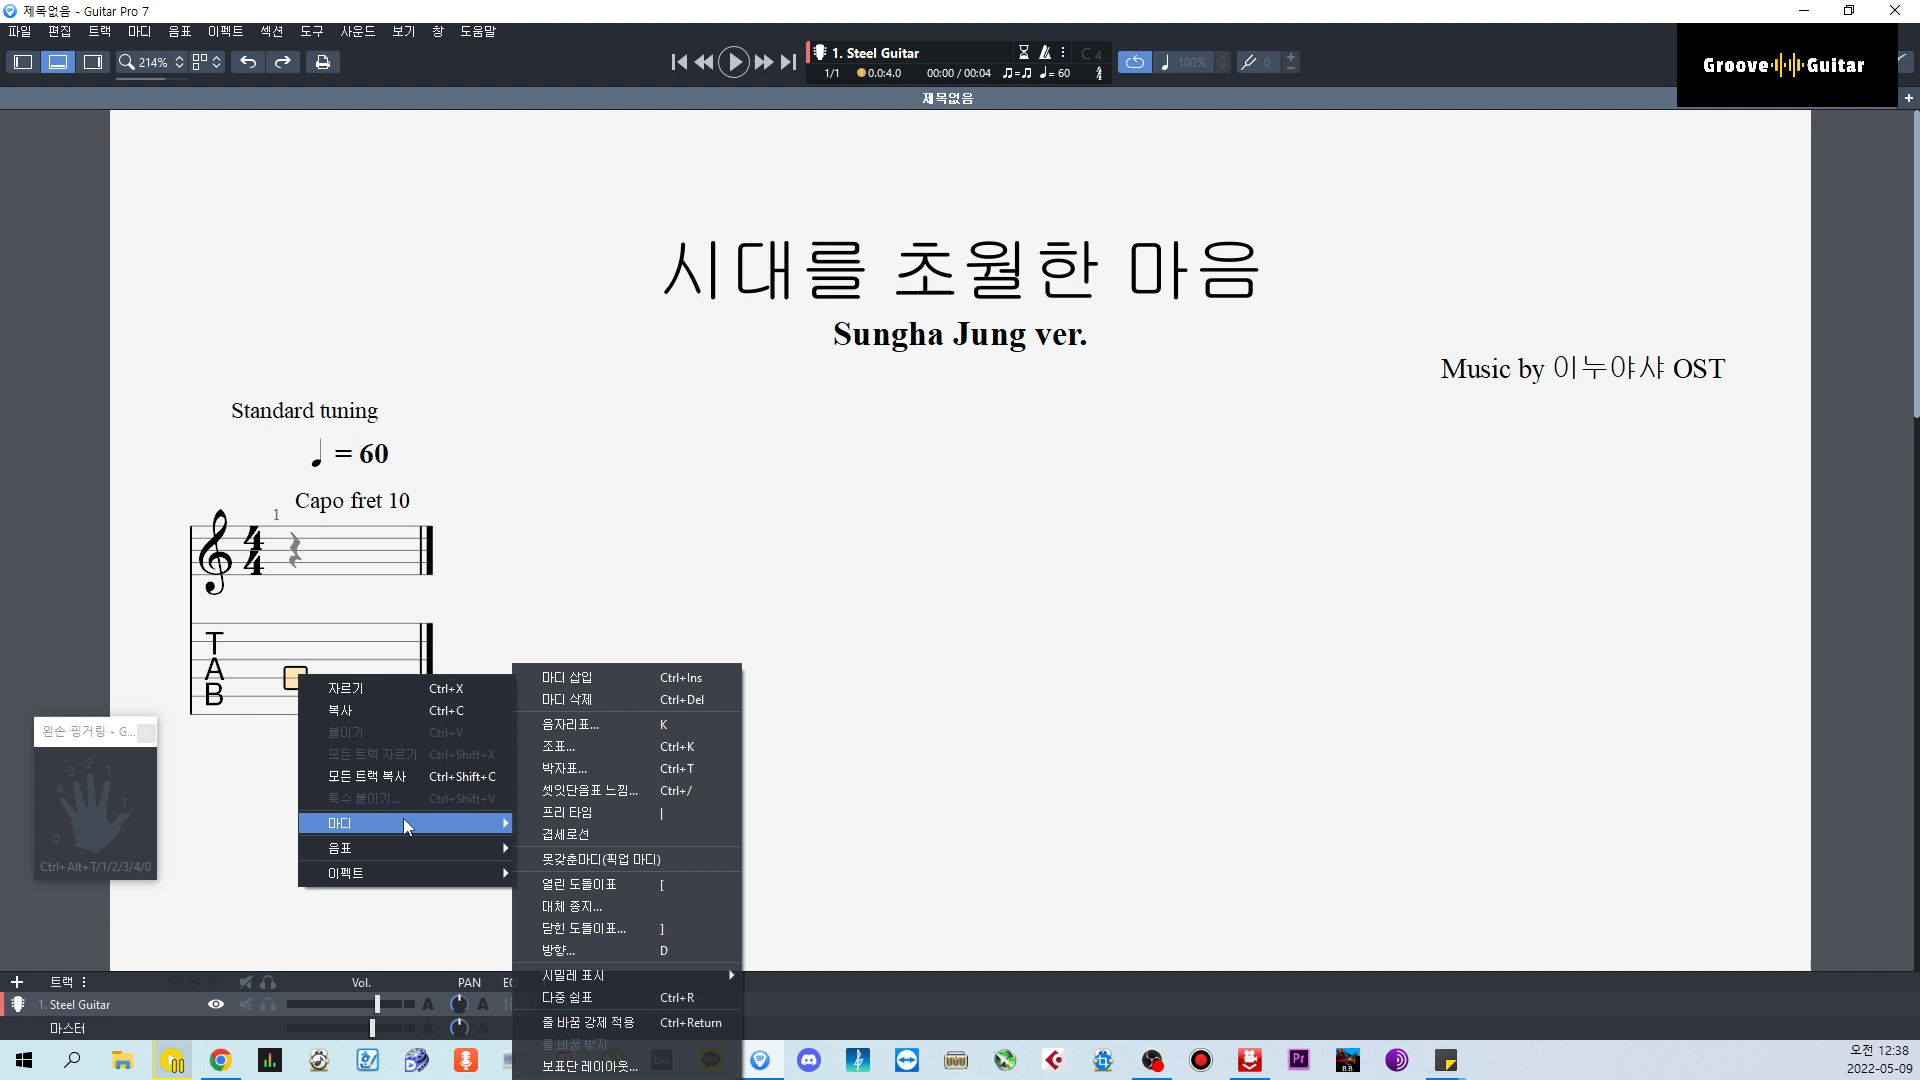 제목없음 - Guitar Pro 7
파일 편집 트랙 마디 음표 이펙트 섹션 도구 사운드 보기 창 도움말
214%
1. Steel Guitar
C 4
1/1 0.0:4.0 00:00 / 00:04 ♫=♫ ♩= 60
100%
0
Groove Guitar
제목없음
시대를 초월한 마음
Sungha Jung ver.
Music by 이누야샤 OST
Standard tuning
♩ = 60
Capo fret 10
1
4
4
T
A
B
왼손 핑거링 - G...
4 3 2 1 T 0
Ctrl+Alt+T/1/2/3/4/0
자르기 Ctrl+X
복사 Ctrl+C
붙이기 Ctrl+V
모든 트랙 자르기 Ctrl+Shift+X
모든 트랙 복사 Ctrl+Shift+C
특수 붙이기... Ctrl+Shift+V
마디
음표
이펙트
마디 삽입 Ctrl+Ins
마디 삭제 Ctrl+Del
음자리표... K
조표... Ctrl+K
박자표... Ctrl+T
셋잇단음표 느낌... Ctrl+/
프리 타임 |
겹세로선
못갖춘마디(픽업 마디)
열린 도돌이표 [
대체 종지...
닫힌 도돌이표... ]
방향... D
시밀레 표시
다중 쉼표 Ctrl+R
줄 바꿈 강제 적용 Ctrl+Return
줄 바꿈 방지
보표단 레이아웃...
트랙 Vol. PAN EQ
1. Steel Guitar A A
마스터 A A
Pr
BB
오전 12:38
2022-05-09